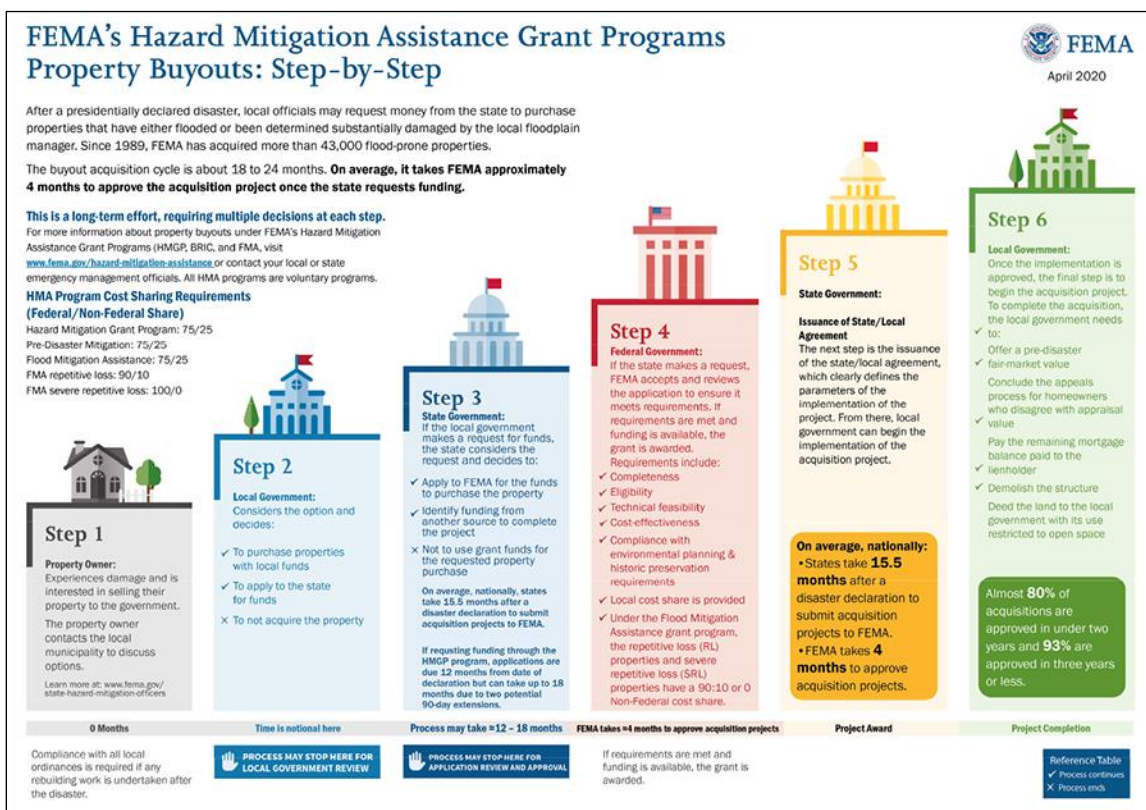 FEMA's Hazard Mitigation Assistance Grant Programs
Property Buyouts: Step-by-Step
FEMA
April 2020
After a presidentially declared disaster, local officials may request money from the state to purchase
properties that have either flooded or been determined substantially damaged by the local floodplain
manager. Since 1989, FEMA has acquired more than 43,000 flood-prone properties.
The buyout acquisition cycle is about 18 to 24 months. On average, it takes FEMA approximately
4 months to approve the acquisition project once the state requests funding.
This is a long-term effort, requiring multiple decisions at each step.
For more information about property buyouts under FEMA's Hazard Mitigation
Assistance Grant Programs (HMGP, BRIC, and FMA, visit
www.fema.gov/hazard-mitigation-assistance or contact your local or state
emergency management officials. All HMA programs are voluntary programs.
HMA Program Cost Sharing Requirements
(Federal/Non-Federal Share)
Hazard Mitigation Grant Program: 75/25
Pre-Disaster Mitigation: 75/25
Flood Mitigation Assistance: 75/25
FMA repetitive loss: 90/10
FMA severe repetitive loss: 100/0
Step 1
Property Owner:
Experiences damage and is
interested in selling their
property to the government.
The property owner
contacts the local
municipality to discuss
options.
Learn more at: www.fema.gov/
state-hazard-mitigation-officers
Step 2
Local Government:
Considers the option and
decides:
✓ To purchase properties
with local funds
✓ To apply to the state
for funds
✕ To not acquire the property
Step 3
State Government:
If the local government
makes a request for funds,
the state considers the
request and decides to:
✓ Apply to FEMA for the funds
to purchase the property
✓ Identify funding from
another source to complete
the project
✕ Not to use grant funds for
the requested property
purchase
On average, nationally, states
take 15.5 months after a
disaster declaration to submit
acquisition projects to FEMA.
If requsting funding through the
HMGP program, applications are
due 12 months from date of
declaration but can take up to 18
months due to two potential
90-day extensions.
Step 4
Federal Government:
If the state makes a request,
FEMA accepts and reviews
the application to ensure it
meets requirements. If
requirements are met and
funding is available, the
grant is awarded.
Requirements include:
✓ Completeness
✓ Eligibility
✓ Technical feasibility
✓ Cost-effectiveness
✓ Compliance with
environmental planning &
historic preservation
requirements
✓ Local cost share is provided
✓ Under the Flood Mitigation
Assistance grant program,
the repetitive loss (RL)
properties and severe
repetitive loss (SRL)
properties have a 90:10 or 0
Non-Federal cost share.
Step 5
State Government:
Issuance of State/Local
Agreement
The next step is the issuance
of the state/local agreement,
which clearly defines the
parameters of the
implementation of the
project. From there, local
government can begin the
implementation of the
acquisition project.
On average, nationally:
•States take 15.5
months after a
disaster declaration to
submit acquisition
projects to FEMA.
•FEMA takes 4
months to approve
acquisition projects.
Step 6
Local Government:
Once the implementation is
approved, the final step is to
begin the acquisition project.
To complete the acquisition,
the local government needs
✓ to:
Offer a pre-disaster
✓ fair-market value
Conclude the appeals
process for homeowners
who disagree with appraisal
✓ value
Pay the remaining mortgage
balance paid to the
✓ lienholder
✓ Demolish the structure
Deed the land to the local
government with its use
restricted to open space
Almost 80% of
acquisitions are
approved in under two
years and 93% are
approved in three years
or less.
0 Months
Time is notional here
Process may take ≈12 – 18 months
FEMA takes ≈4 months to approve acquisition projects
Project Award
Project Completion
Compliance with all local
ordinances is required if any
rebuilding work is undertaken after
the disaster.
PROCESS MAY STOP HERE FOR
LOCAL GOVERNMENT REVIEW
PROCESS MAY STOP HERE FOR
APPLICATION REVIEW AND APPROVAL
If requirements are met and
funding is available, the grant is
awarded.
Reference Table
✓ Process continues
✕ Process ends